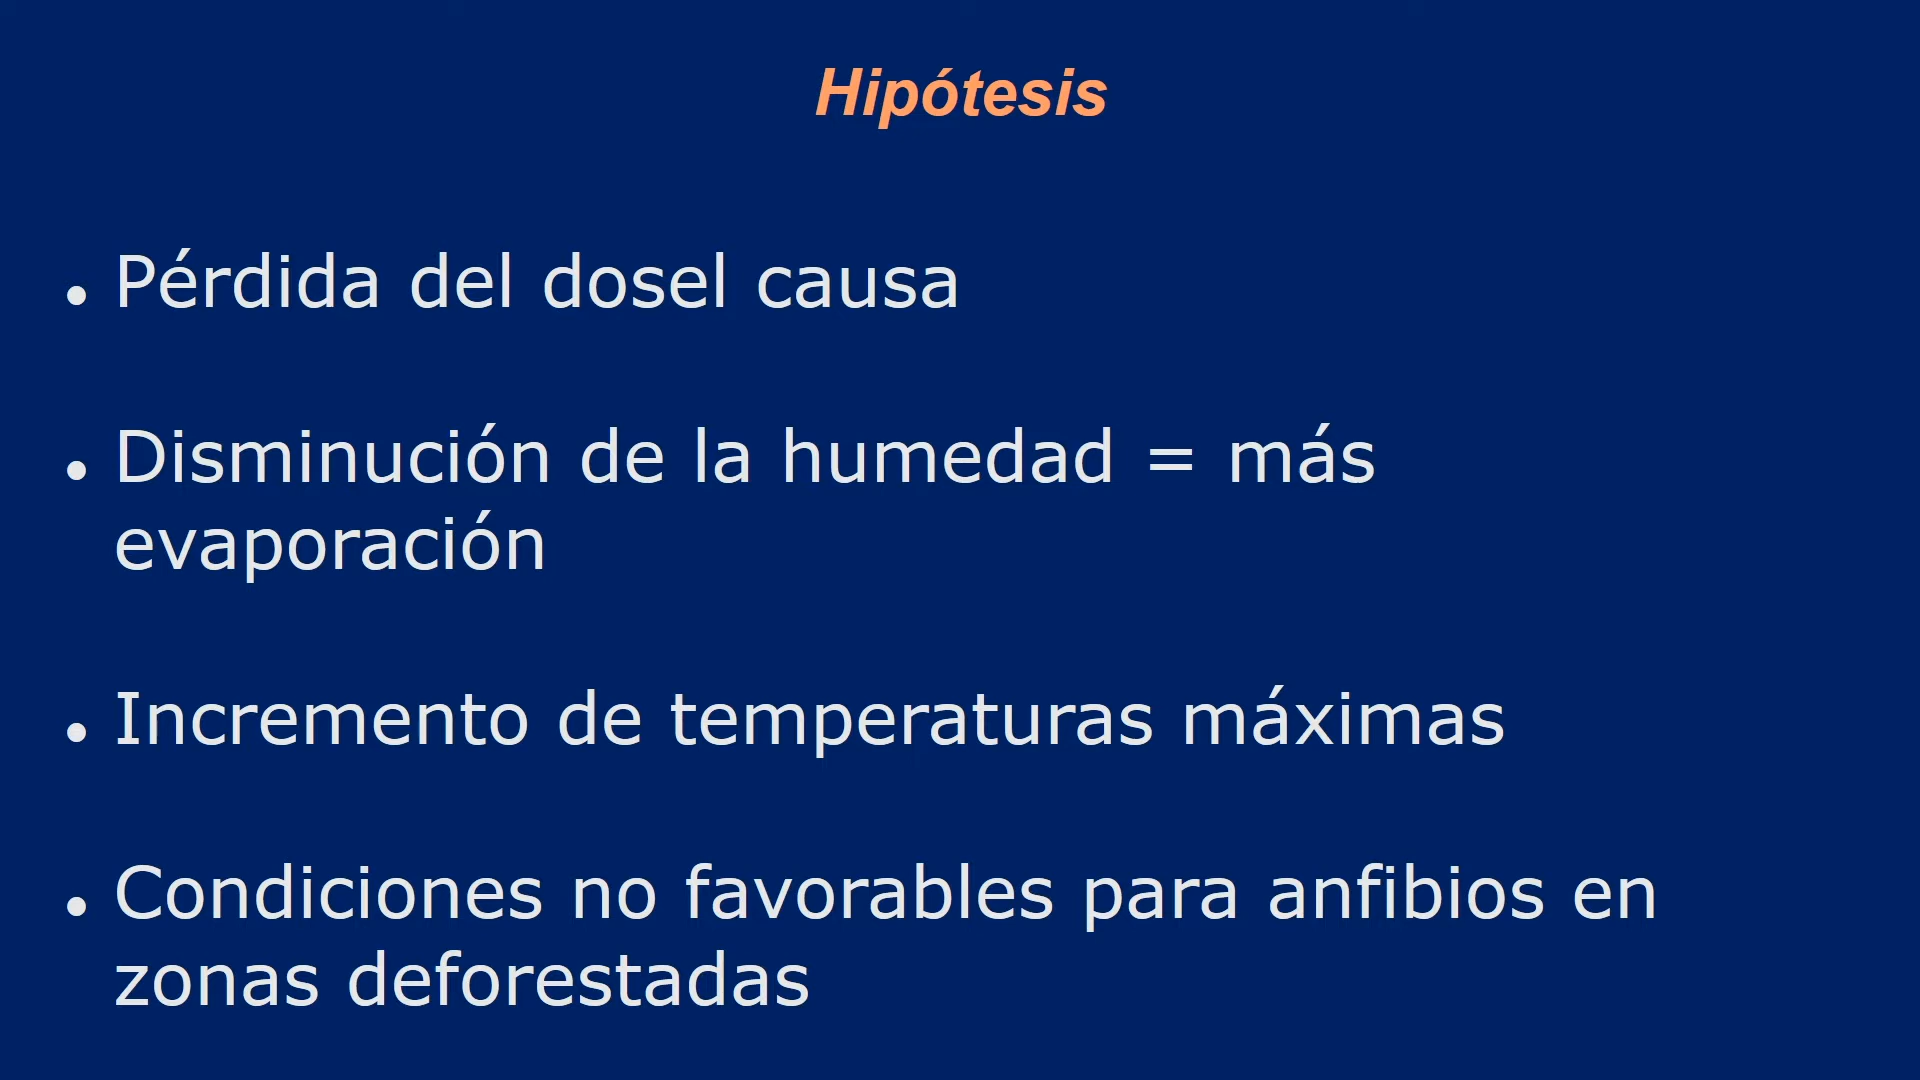 Hipótesis
• Pérdida del dosel causa
• Disminución de la humedad = más
evaporación
• Incremento de temperaturas máximas
• Condiciones no favorables para anfibios en
zonas deforestadas